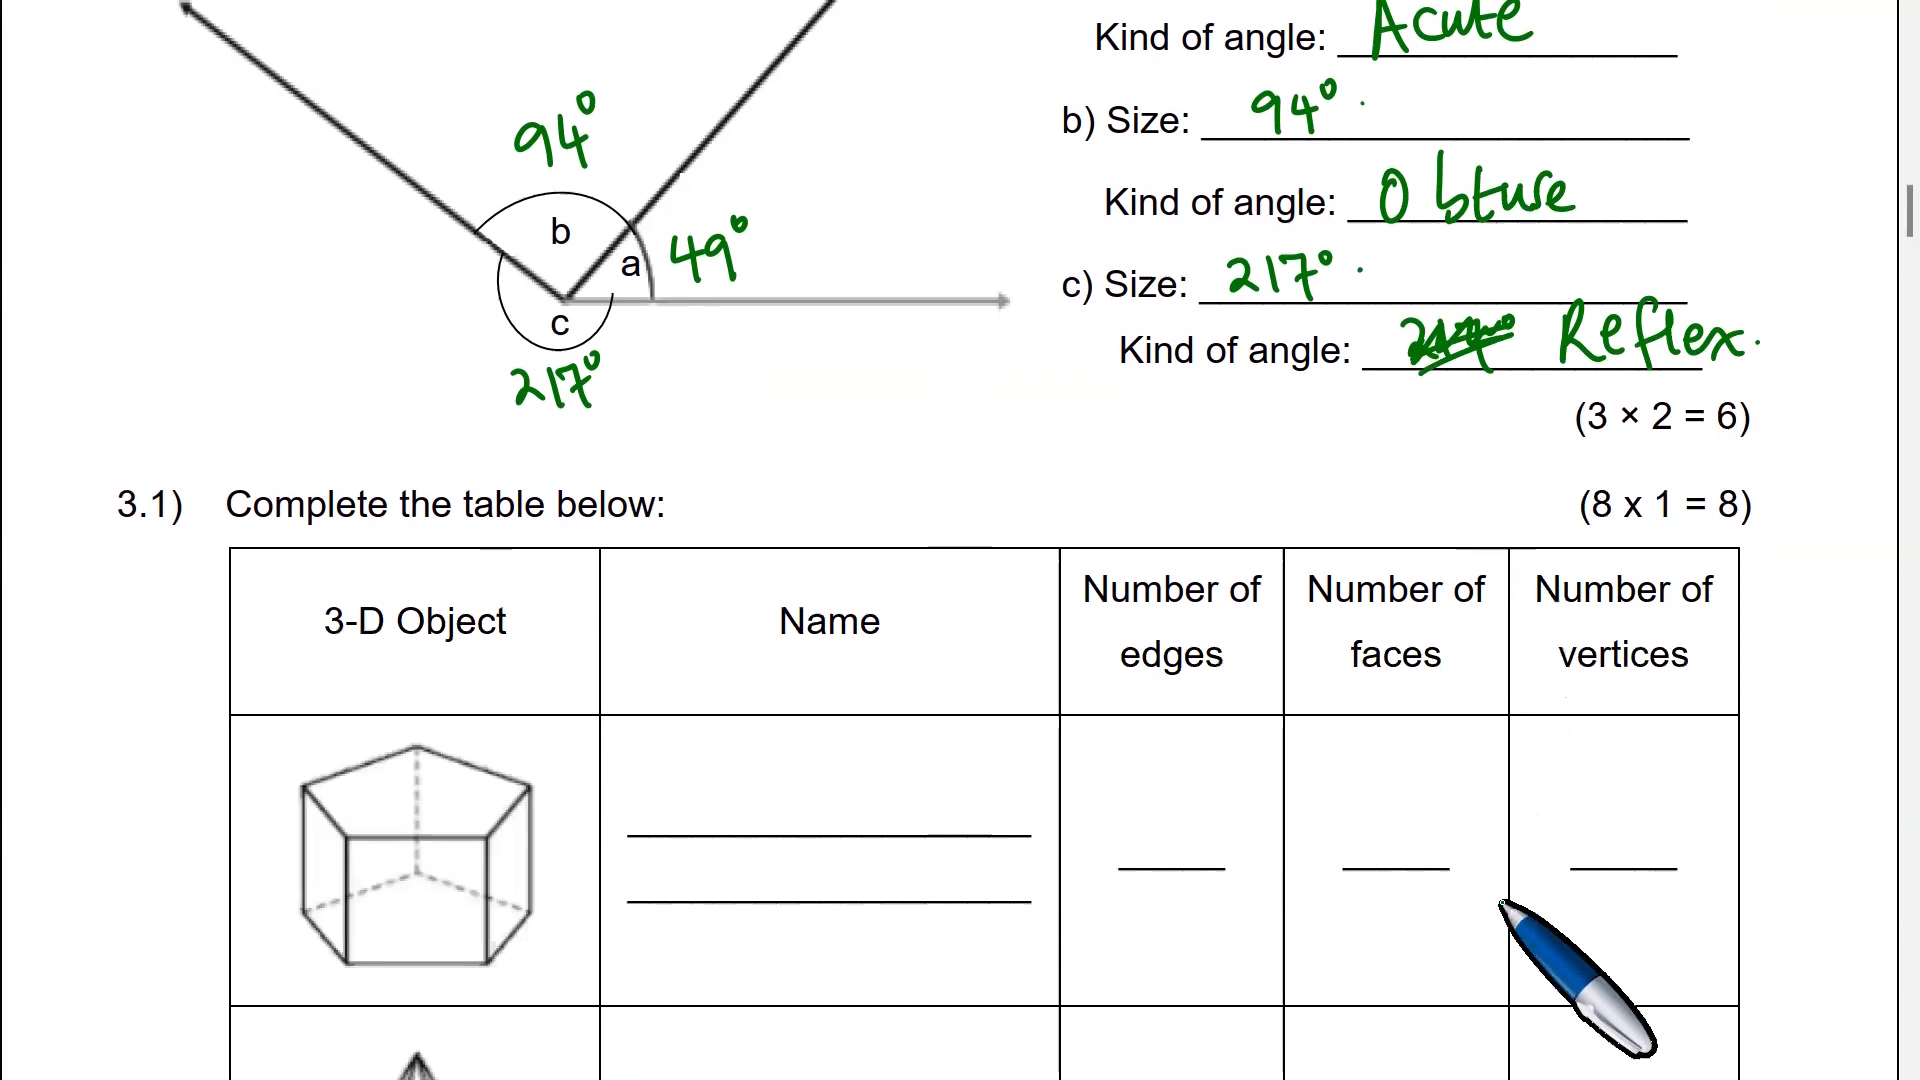 Kind of angle: Acute
94°
b) Size: 94°.
Kind of angle: Obtuse
b
a
49°
c) Size: 217°.
c
217°
Kind of angle: Reflex.
(3 × 2 = 6)
3.1) Complete the table below: (8 x 1 = 8)
3-D Object
Name
Number of
edges
Number of
faces
Number of
vertices